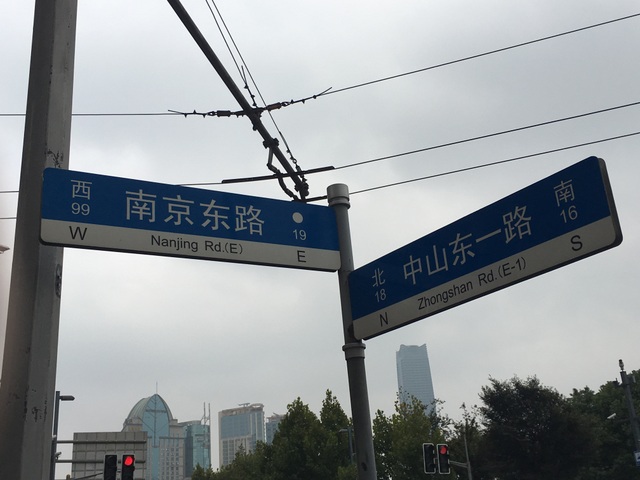 西 南京东路
99 19
W Nanjing Rd.(E) E
北 中山东一路 南
18 16
N Zhongshan Rd.(E-1) S